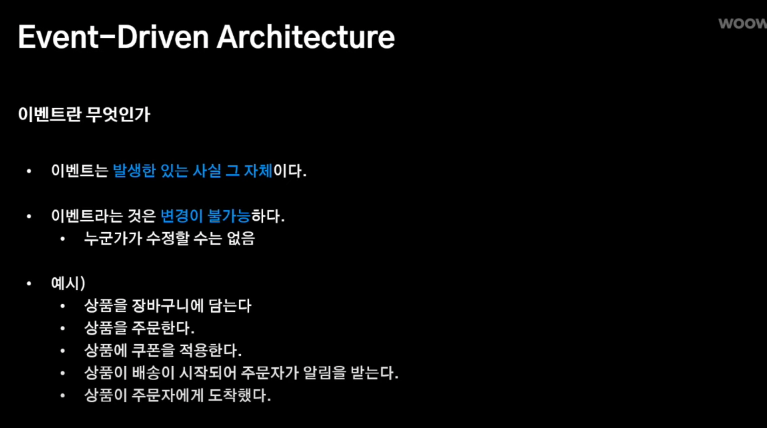 Event-Driven Architecture
woow
이벤트란 무엇인가
• 이벤트는 발생한 있는 사실 그 자체이다.
• 이벤트라는 것은 변경이 불가능하다.
• 누군가가 수정할 수는 없음
• 예시)
• 상품을 장바구니에 담는다
• 상품을 주문한다.
• 상품에 쿠폰을 적용한다.
• 상품이 배송이 시작되어 주문자가 알림을 받는다.
• 상품이 주문자에게 도착했다.